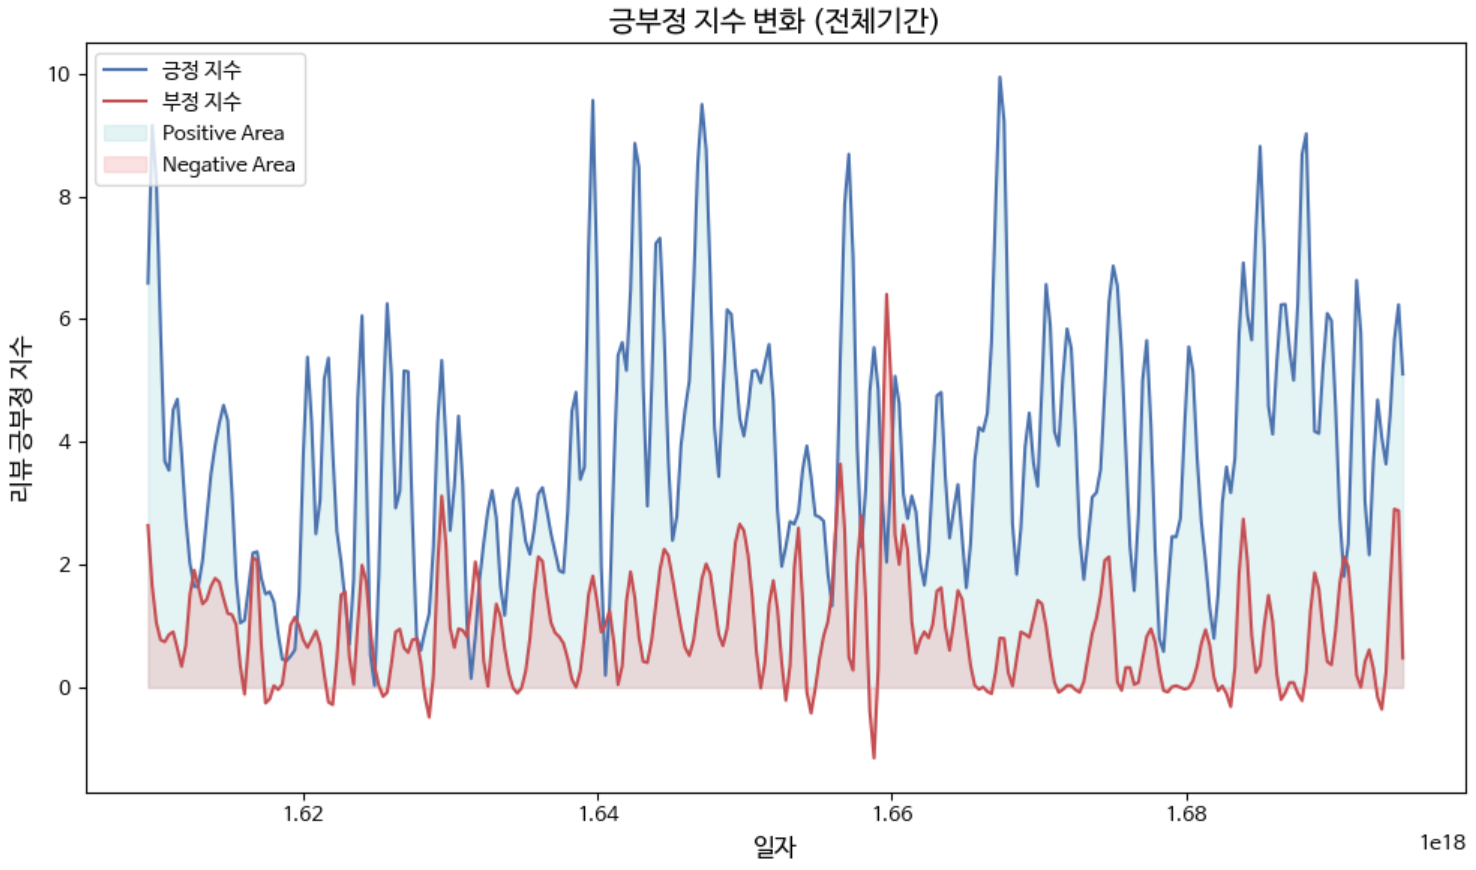 긍부정 지수 변화 (전체기간)
긍정 지수
부정 지수
Positive Area
Negative Area
리뷰 긍부정 지수
10
8
6
4
2
0
1.62 1.64 1.66 1.68
1e18
일자